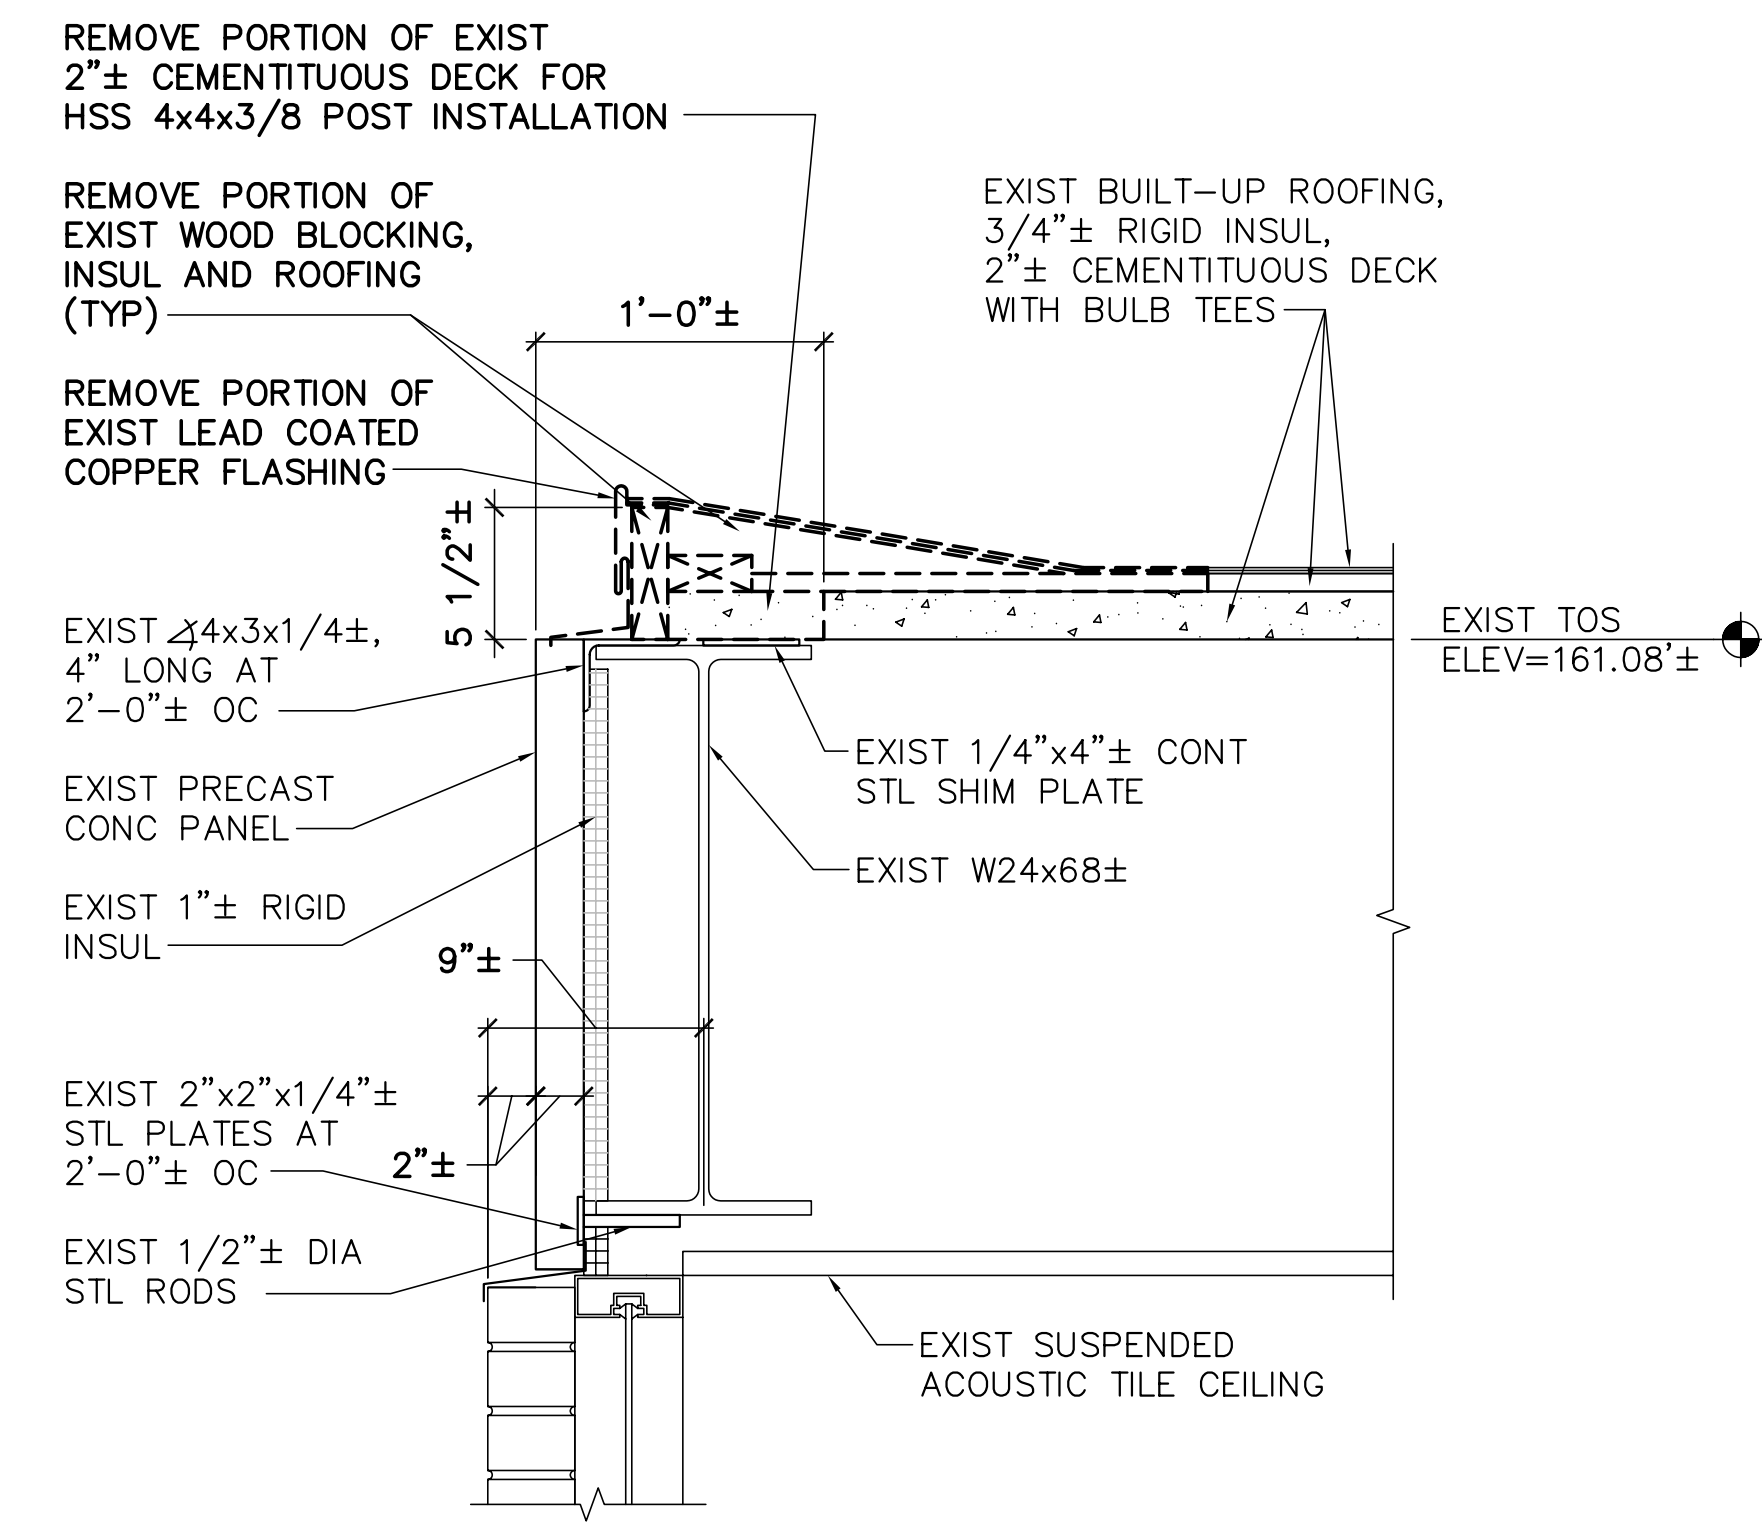 REMOVE PORTION OF EXIST
2"± CEMENTITUOUS DECK FOR
HSS 4x4x3/8 POST INSTALLATION
REMOVE PORTION OF
EXIST WOOD BLOCKING,
INSUL AND ROOFING
(TYP)
REMOVE PORTION OF
EXIST LEAD COATED
COPPER FLASHING
1'-0"±
EXIST BUILT-UP ROOFING,
3/4"± RIGID INSUL,
2"± CEMENTITUOUS DECK
WITH BULB TEES
5 1/2"±
EXIST ∡4x3x1/4±,
4" LONG AT
2'-0"± OC
EXIST TOS
ELEV=161.08'±
EXIST PRECAST
CONC PANEL
EXIST 1/4"x4"± CONT
STL SHIM PLATE
EXIST W24x68±
EXIST 1"± RIGID
INSUL
9"±
EXIST 2"x2"x1/4"±
STL PLATES AT
2'-0"± OC
2"±
EXIST 1/2"± DIA
STL RODS
EXIST SUSPENDED
ACOUSTIC TILE CEILING